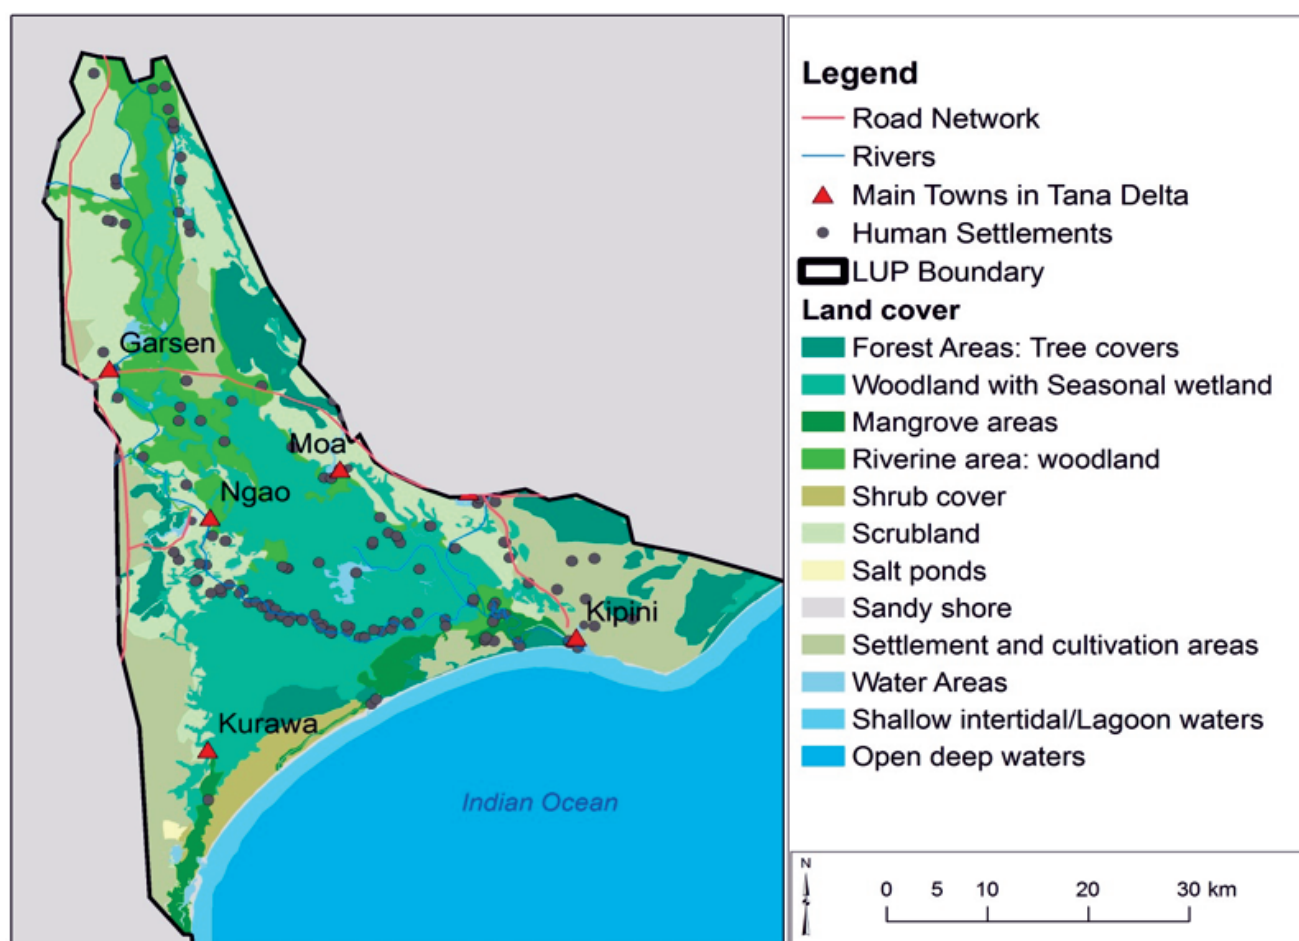 Garsen
Moa
Ngao
Kipini
Kurawa
Indian Ocean
Legend
Road Network
Rivers
Main Towns in Tana Delta
Human Settlements
LUP Boundary
Land cover
Forest Areas: Tree covers
Woodland with Seasonal wetland
Mangrove areas
Riverine area: woodland
Shrub cover
Scrubland
Salt ponds
Sandy shore
Settlement and cultivation areas
Water Areas
Shallow intertidal/Lagoon waters
Open deep waters
N
0 5 10 20 30 km